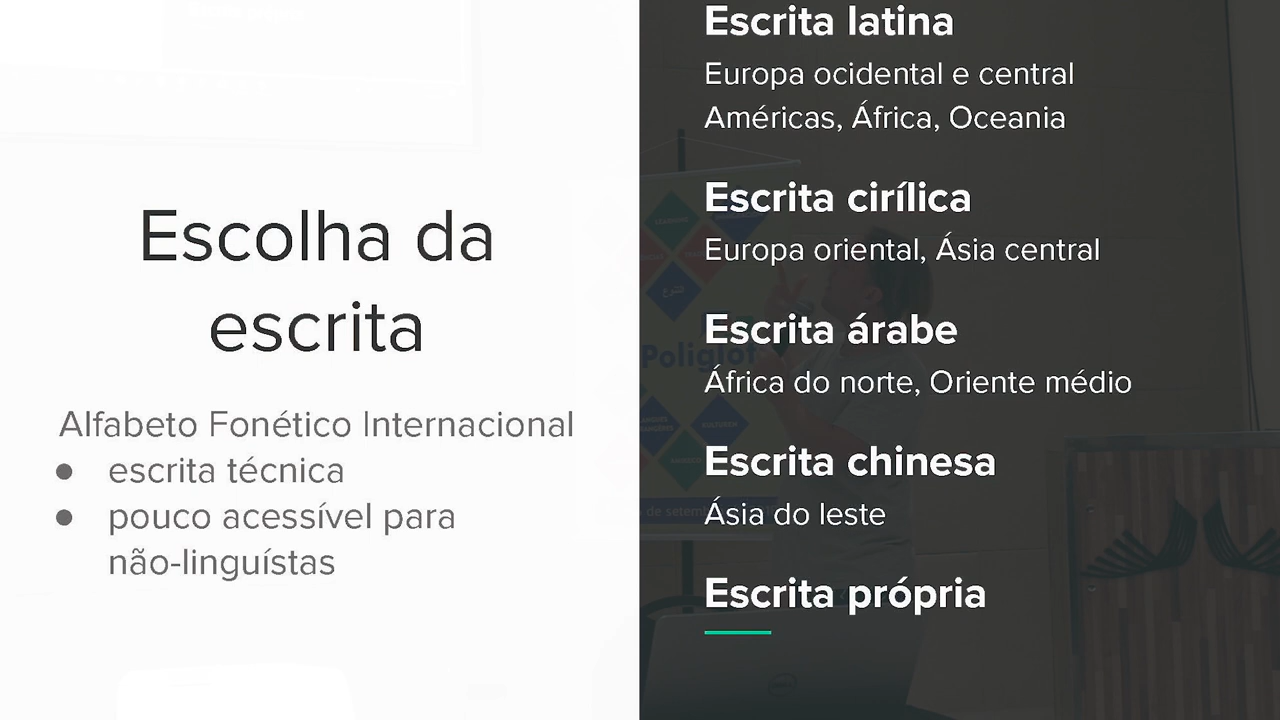 Escolha da
escrita
Alfabeto Fonético Internacional
● escrita técnica
● pouco acessível para
não-linguístas
Escrita latina
Europa ocidental e central
Américas, África, Oceania
Escrita cirílica
Europa oriental, Ásia central
Escrita árabe
África do norte, Oriente médio
Escrita chinesa
Ásia do leste
Escrita própria
Poliglot